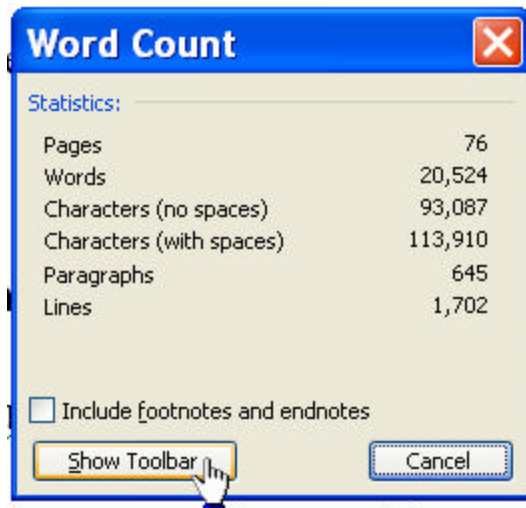 Word Count
Statistics:
Pages 76
Words 20,524
Characters (no spaces) 93,087
Characters (with spaces) 113,910
Paragraphs 645
Lines 1,702
Include footnotes and endnotes
Show Toolbar Cancel